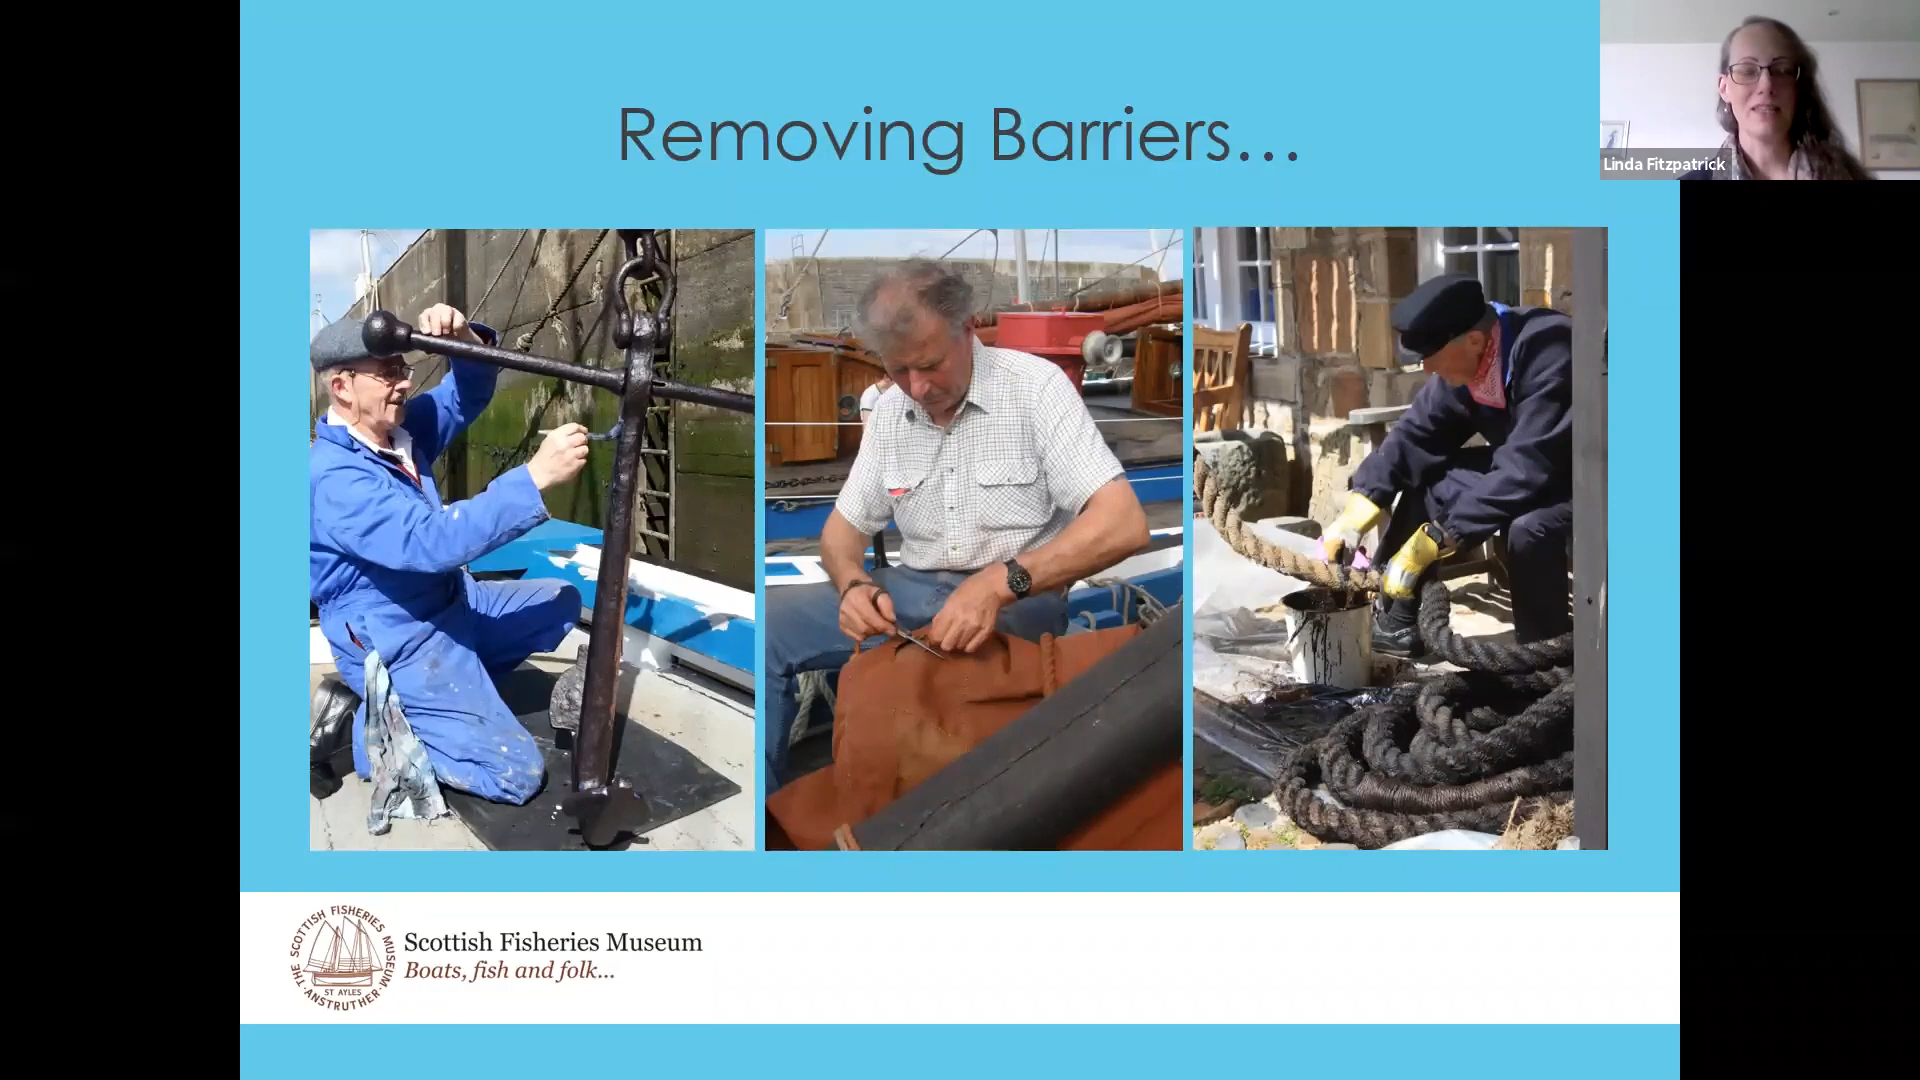 Removing Barriers...
Linda Fitzpatrick
THE SCOTTISH FISHERIES MUSEUM
ST AYLES
· ANSTRUTHER ·
Scottish Fisheries Museum
Boats, fish and folk...